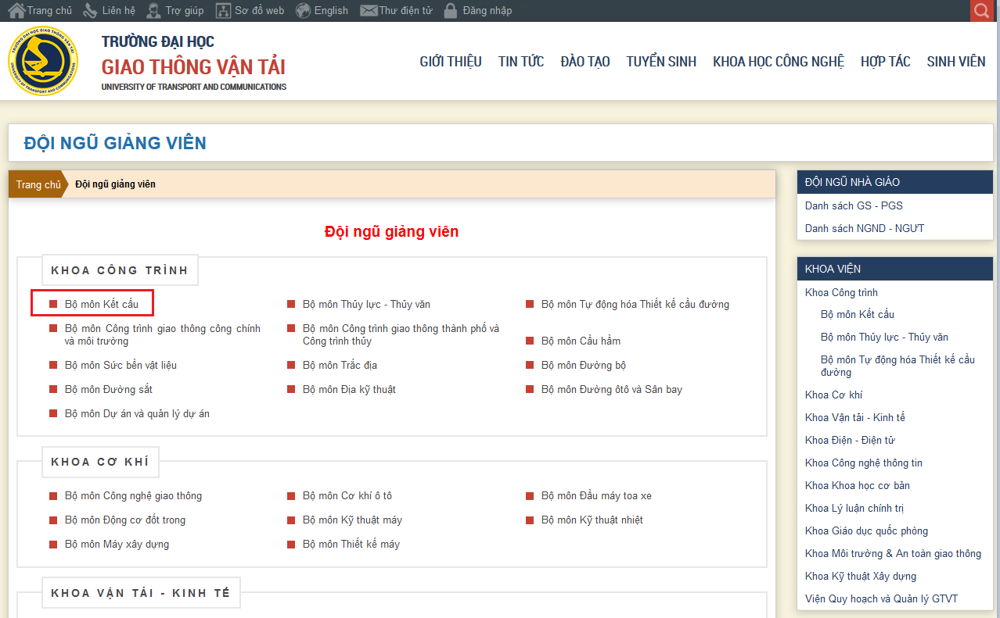 Trang chủ Liên hệ Trợ giúp Sơ đồ web English Thư điện tử Đăng nhập
TRƯỜNG ĐẠI HỌC GIAO THÔNG VẬN TẢI
UNIVERSITY OF TRANSPORT AND COMMUNICATIONS
TRƯỜNG ĐẠI HỌC
GIAO THÔNG VẬN TẢI
UNIVERSITY OF TRANSPORT AND COMMUNICATIONS
GIỚI THIỆU TIN TỨC ĐÀO TẠO TUYỂN SINH KHOA HỌC CÔNG NGHỆ HỢP TÁC SINH VIÊN
ĐỘI NGŨ GIẢNG VIÊN
Trang chủ Đội ngũ giảng viên
Đội ngũ giảng viên
KHOA CÔNG TRÌNH
Bộ môn Kết cấu
Bộ môn Thủy lực - Thủy văn
Bộ môn Tự động hóa Thiết kế cầu đường
Bộ môn Công trình giao thông công chính
và môi trường
Bộ môn Công trình giao thông thành phố và
Công trình thủy
Bộ môn Cầu hầm
Bộ môn Sức bền vật liệu
Bộ môn Trắc địa
Bộ môn Đường bộ
Bộ môn Đường sắt
Bộ môn Địa kỹ thuật
Bộ môn Đường ôtô và Sân bay
Bộ môn Dự án và quản lý dự án
KHOA CƠ KHÍ
Bộ môn Công nghệ giao thông
Bộ môn Cơ khí ô tô
Bộ môn Đầu máy toa xe
Bộ môn Động cơ đốt trong
Bộ môn Kỹ thuật máy
Bộ môn Kỹ thuật nhiệt
Bộ môn Máy xây dựng
Bộ môn Thiết kế máy
KHOA VẬN TẢI - KINH TẾ
ĐỘI NGŨ NHÀ GIÁO
Danh sách GS - PGS
Danh sách NGND - NGƯT
KHOA VIỆN
Khoa Công trình
Bộ môn Kết cấu
Bộ môn Thủy lực - Thủy văn
Bộ môn Tự động hóa Thiết kế cầu
đường
Khoa Cơ khí
Khoa Vận tải - Kinh tế
Khoa Điện - Điện tử
Khoa Công nghệ thông tin
Khoa Khoa học cơ bản
Khoa Lý luận chính trị
Khoa Giáo dục quốc phòng
Khoa Môi trường & An toàn giao thông
Khoa Kỹ thuật Xây dựng
Viện Quy hoạch và Quản lý GTVT